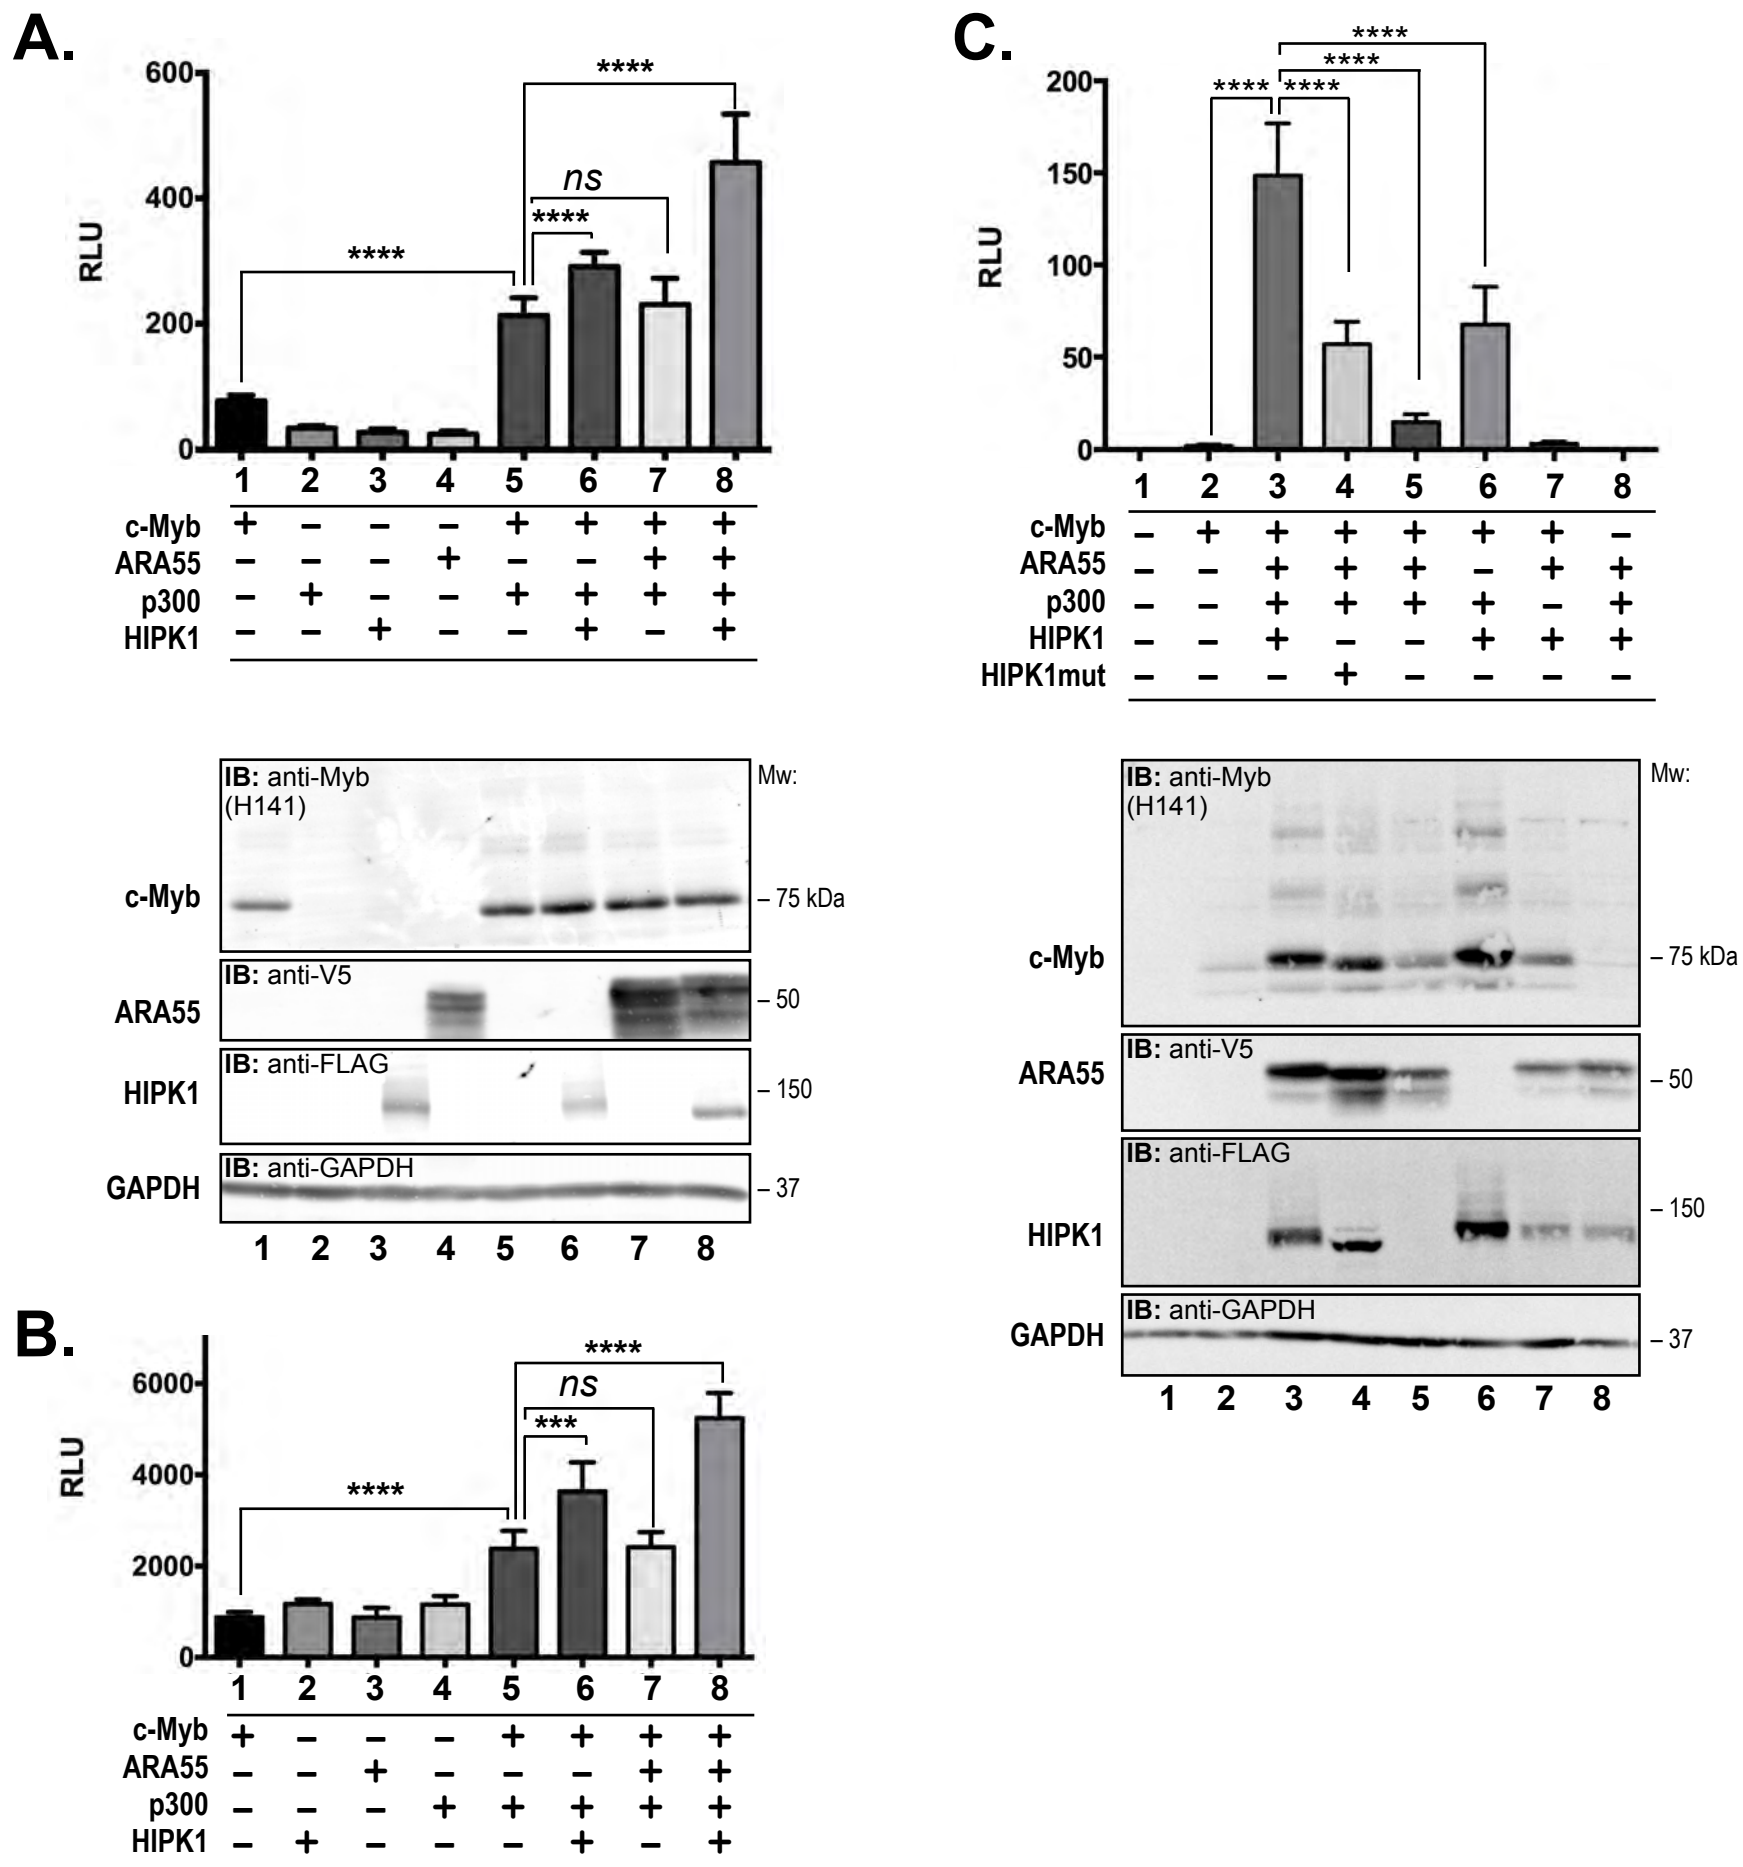 A.
600
400
200
0
RLU
****
****
ns
****
1 2 3 4 5 6 7 8
c-Myb + – – – + + + +
ARA55 – – – + – – + +
p300 – + – – + + + +
HIPK1 – – + – – + – +
IB: anti-Myb
(H141)
Mw:
c-Myb
– 75 kDa
IB: anti-V5
ARA55
– 50
IB: anti-FLAG
HIPK1
– 150
IB: anti-GAPDH
GAPDH
– 37
1 2 3 4 5 6 7 8
B.
6000
4000
2000
0
RLU
****
****
ns
***
1 2 3 4 5 6 7 8
c-Myb + – – – + + + +
ARA55 – – + – – – + +
p300 – – – + + + + +
HIPK1 – + – – – + – +
C.
200
150
100
50
0
RLU
****
****
**** ****
1 2 3 4 5 6 7 8
c-Myb – + + + + + + –
ARA55 – – + + + – + +
p300 – – + + + + – +
HIPK1 – – + – – + + +
HIPK1mut – – – + – – – –
IB: anti-Myb
(H141)
Mw:
c-Myb
– 75 kDa
IB: anti-V5
ARA55
– 50
IB: anti-FLAG
– 150
HIPK1
IB: anti-GAPDH
GAPDH
– 37
1 2 3 4 5 6 7 8